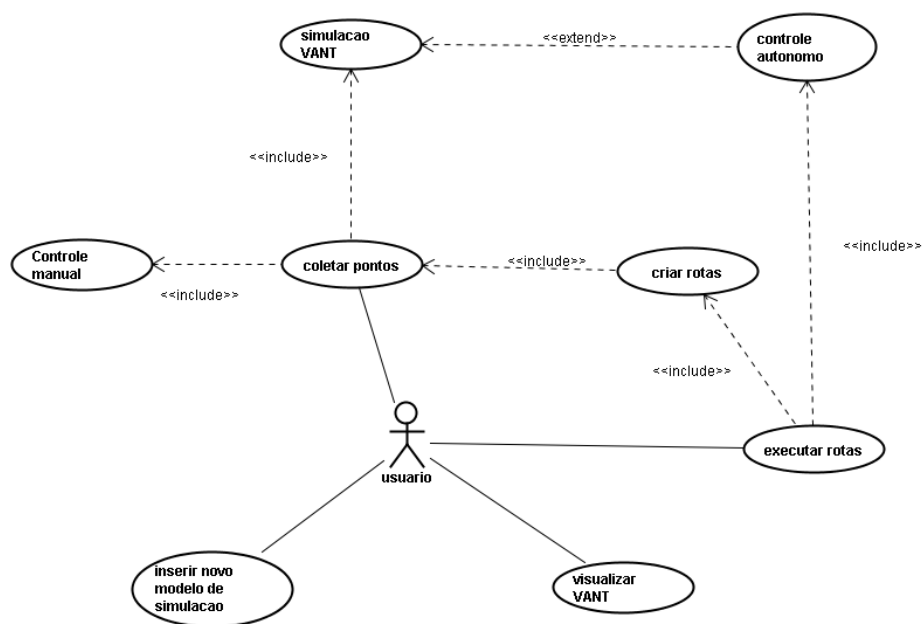 simulacao
VANT
<<extend>>
controle
autonomo
<<include>>
Controle
manual
coletar pontos
<<include>>
criar rotas
<<include>>
<<include>>
<<include>>
executar rotas
usuario
inserir novo
modelo de
simulacao
visualizar
VANT